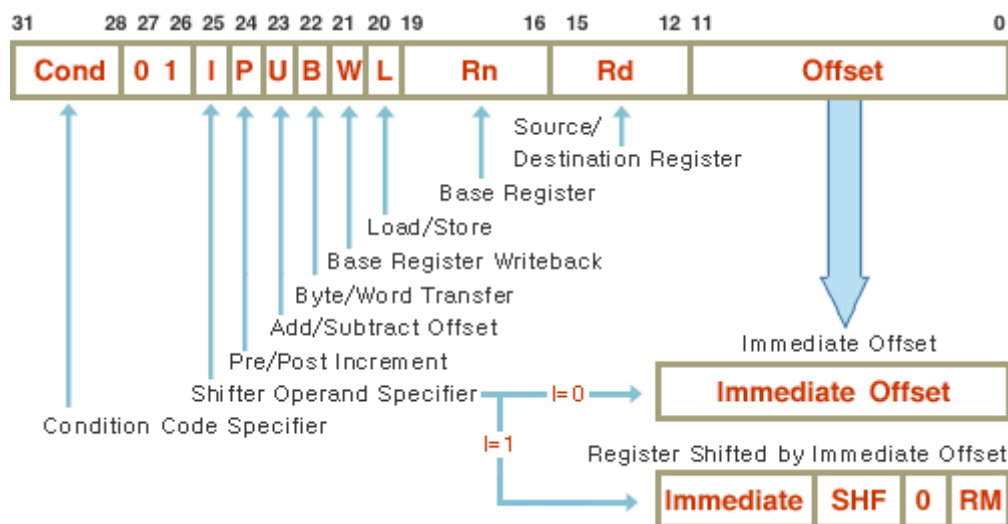 31 28 27 26 25 24 23 22 21 20 19 16 15 12 11 0
Cond 0 1 I P U B W L Rn Rd Offset
Source/
Destination Register
Base Register
Load/Store
Base Register Writeback
Byte/Word Transfer
Add/Subtract Offset
Immediate Offset
Pre/Post Increment
Shifter Operand Specifier
I=0
Immediate Offset
Condition Code Specifier
I=1
Register Shifted by Immediate Offset
Immediate SHF 0 RM